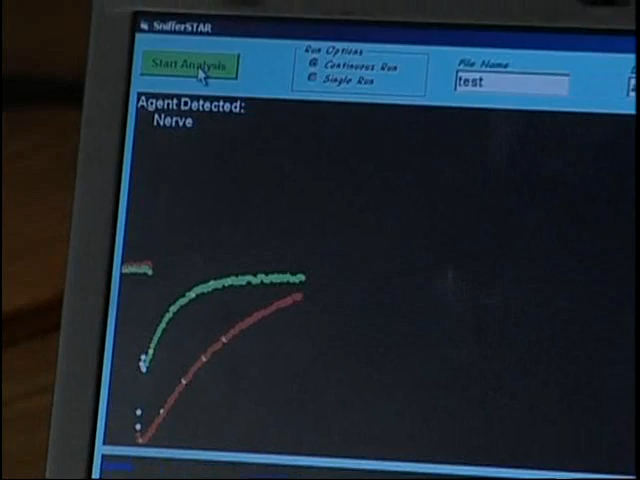 SnifferSTAR
Start Analysis
Run Options
Continuous Run
Single Run
File Name
test
Agent Detected:
Nerve